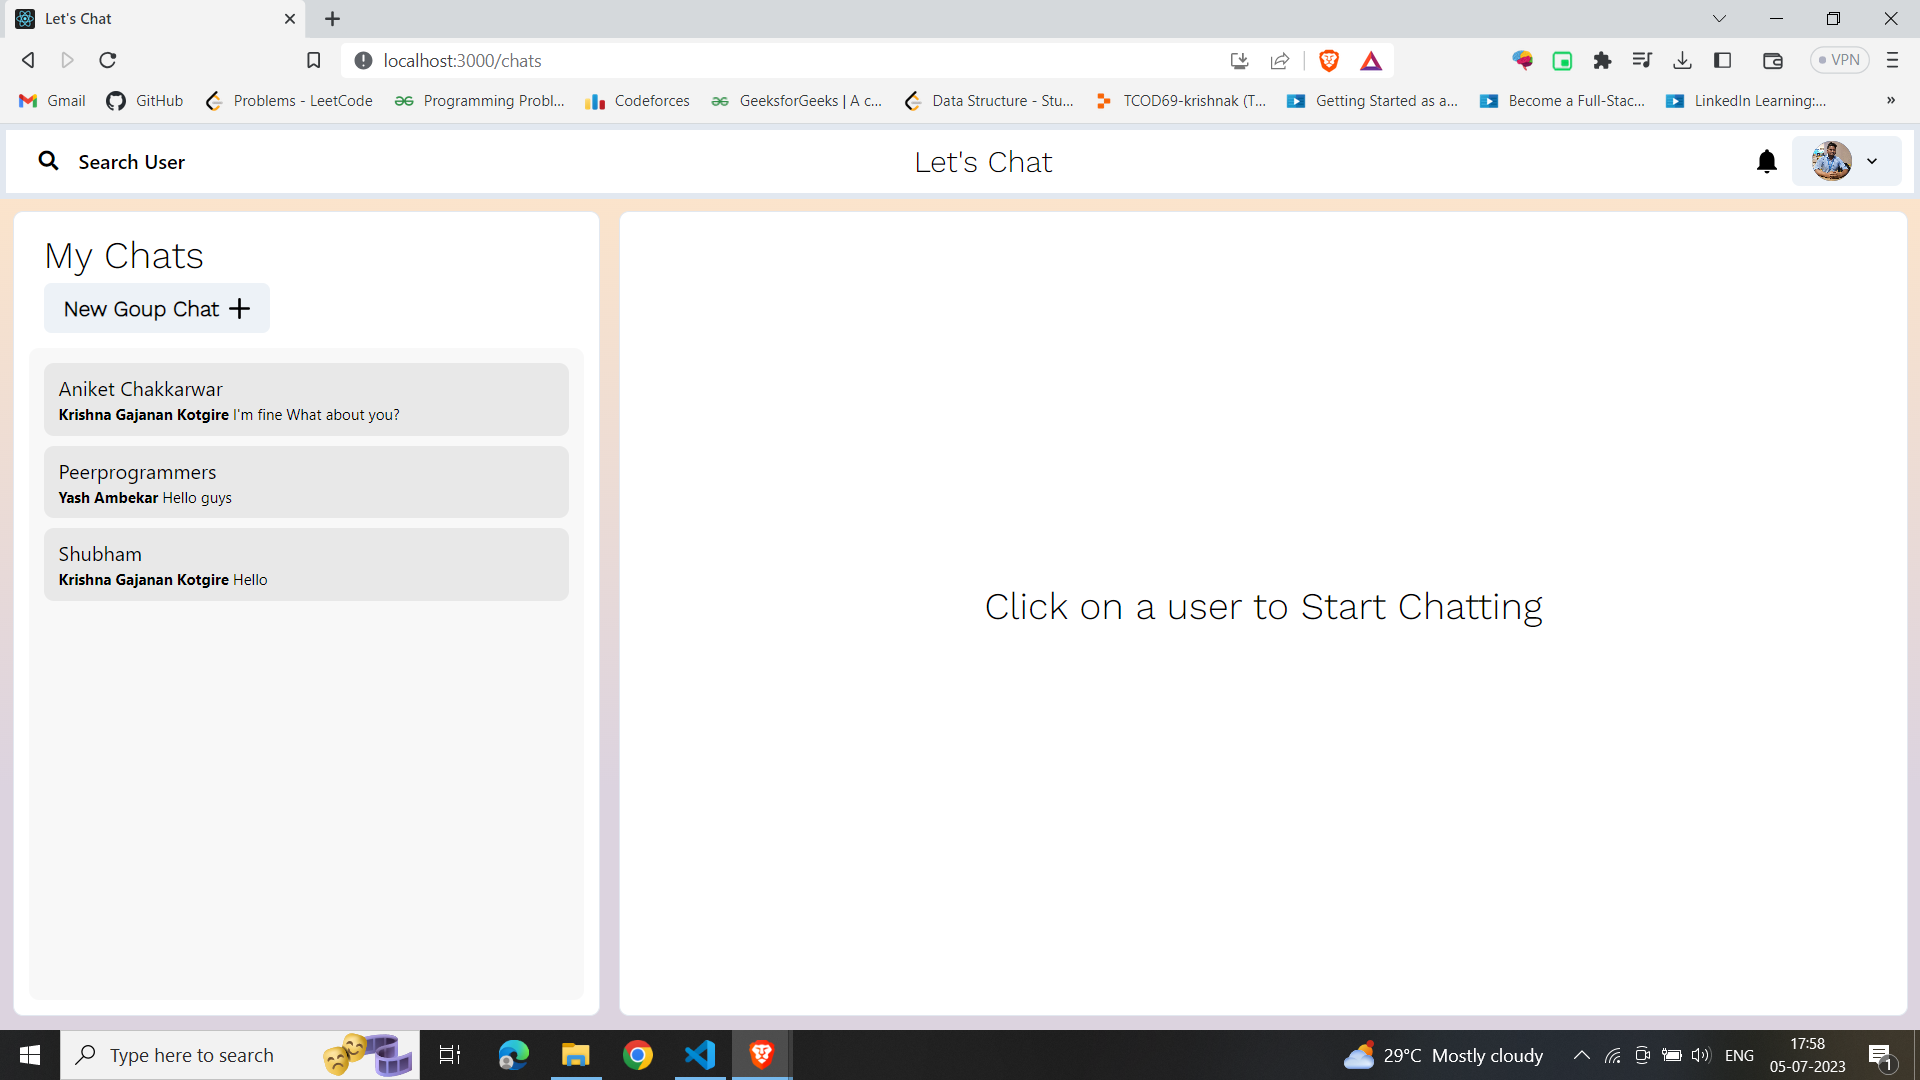 Let's Chat
localhost:3000/chats
VPN
Gmail
GitHub
Problems - LeetCode
Programming Probl...
Codeforces
GeeksforGeeks | A c...
Data Structure - Stu...
TCOD69-krishnak (T...
Getting Started as a...
Become a Full-Stac...
LinkedIn Learning:...
»
Search User
Let's Chat
My Chats
New Goup Chat
Aniket Chakkarwar
Krishna Gajanan Kotgire I'm fine What about you?
Peerprogrammers
Yash Ambekar Hello guys
Shubham
Krishna Gajanan Kotgire Hello
Click on a user to Start Chatting
Type here to search
29°C Mostly cloudy
ENG
17:58
05-07-2023
1